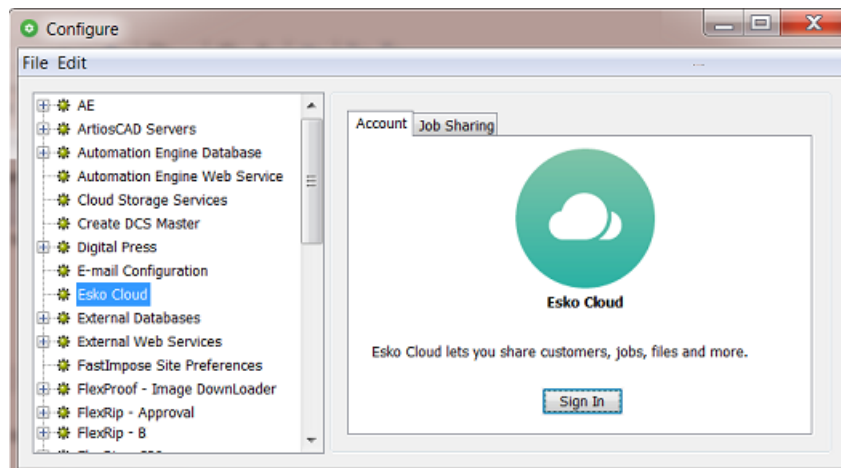 Configure
File Edit
AE
ArtiosCAD Servers
Automation Engine Database
Automation Engine Web Service
Cloud Storage Services
Create DCS Master
Digital Press
E-mail Configuration
Esko Cloud
External Databases
External Web Services
FastImpose Site Preferences
FlexProof - Image DownLoader
FlexRip - Approval
FlexRip - B
Account Job Sharing
Esko Cloud
Esko Cloud lets you share customers, jobs, files and more.
Sign In